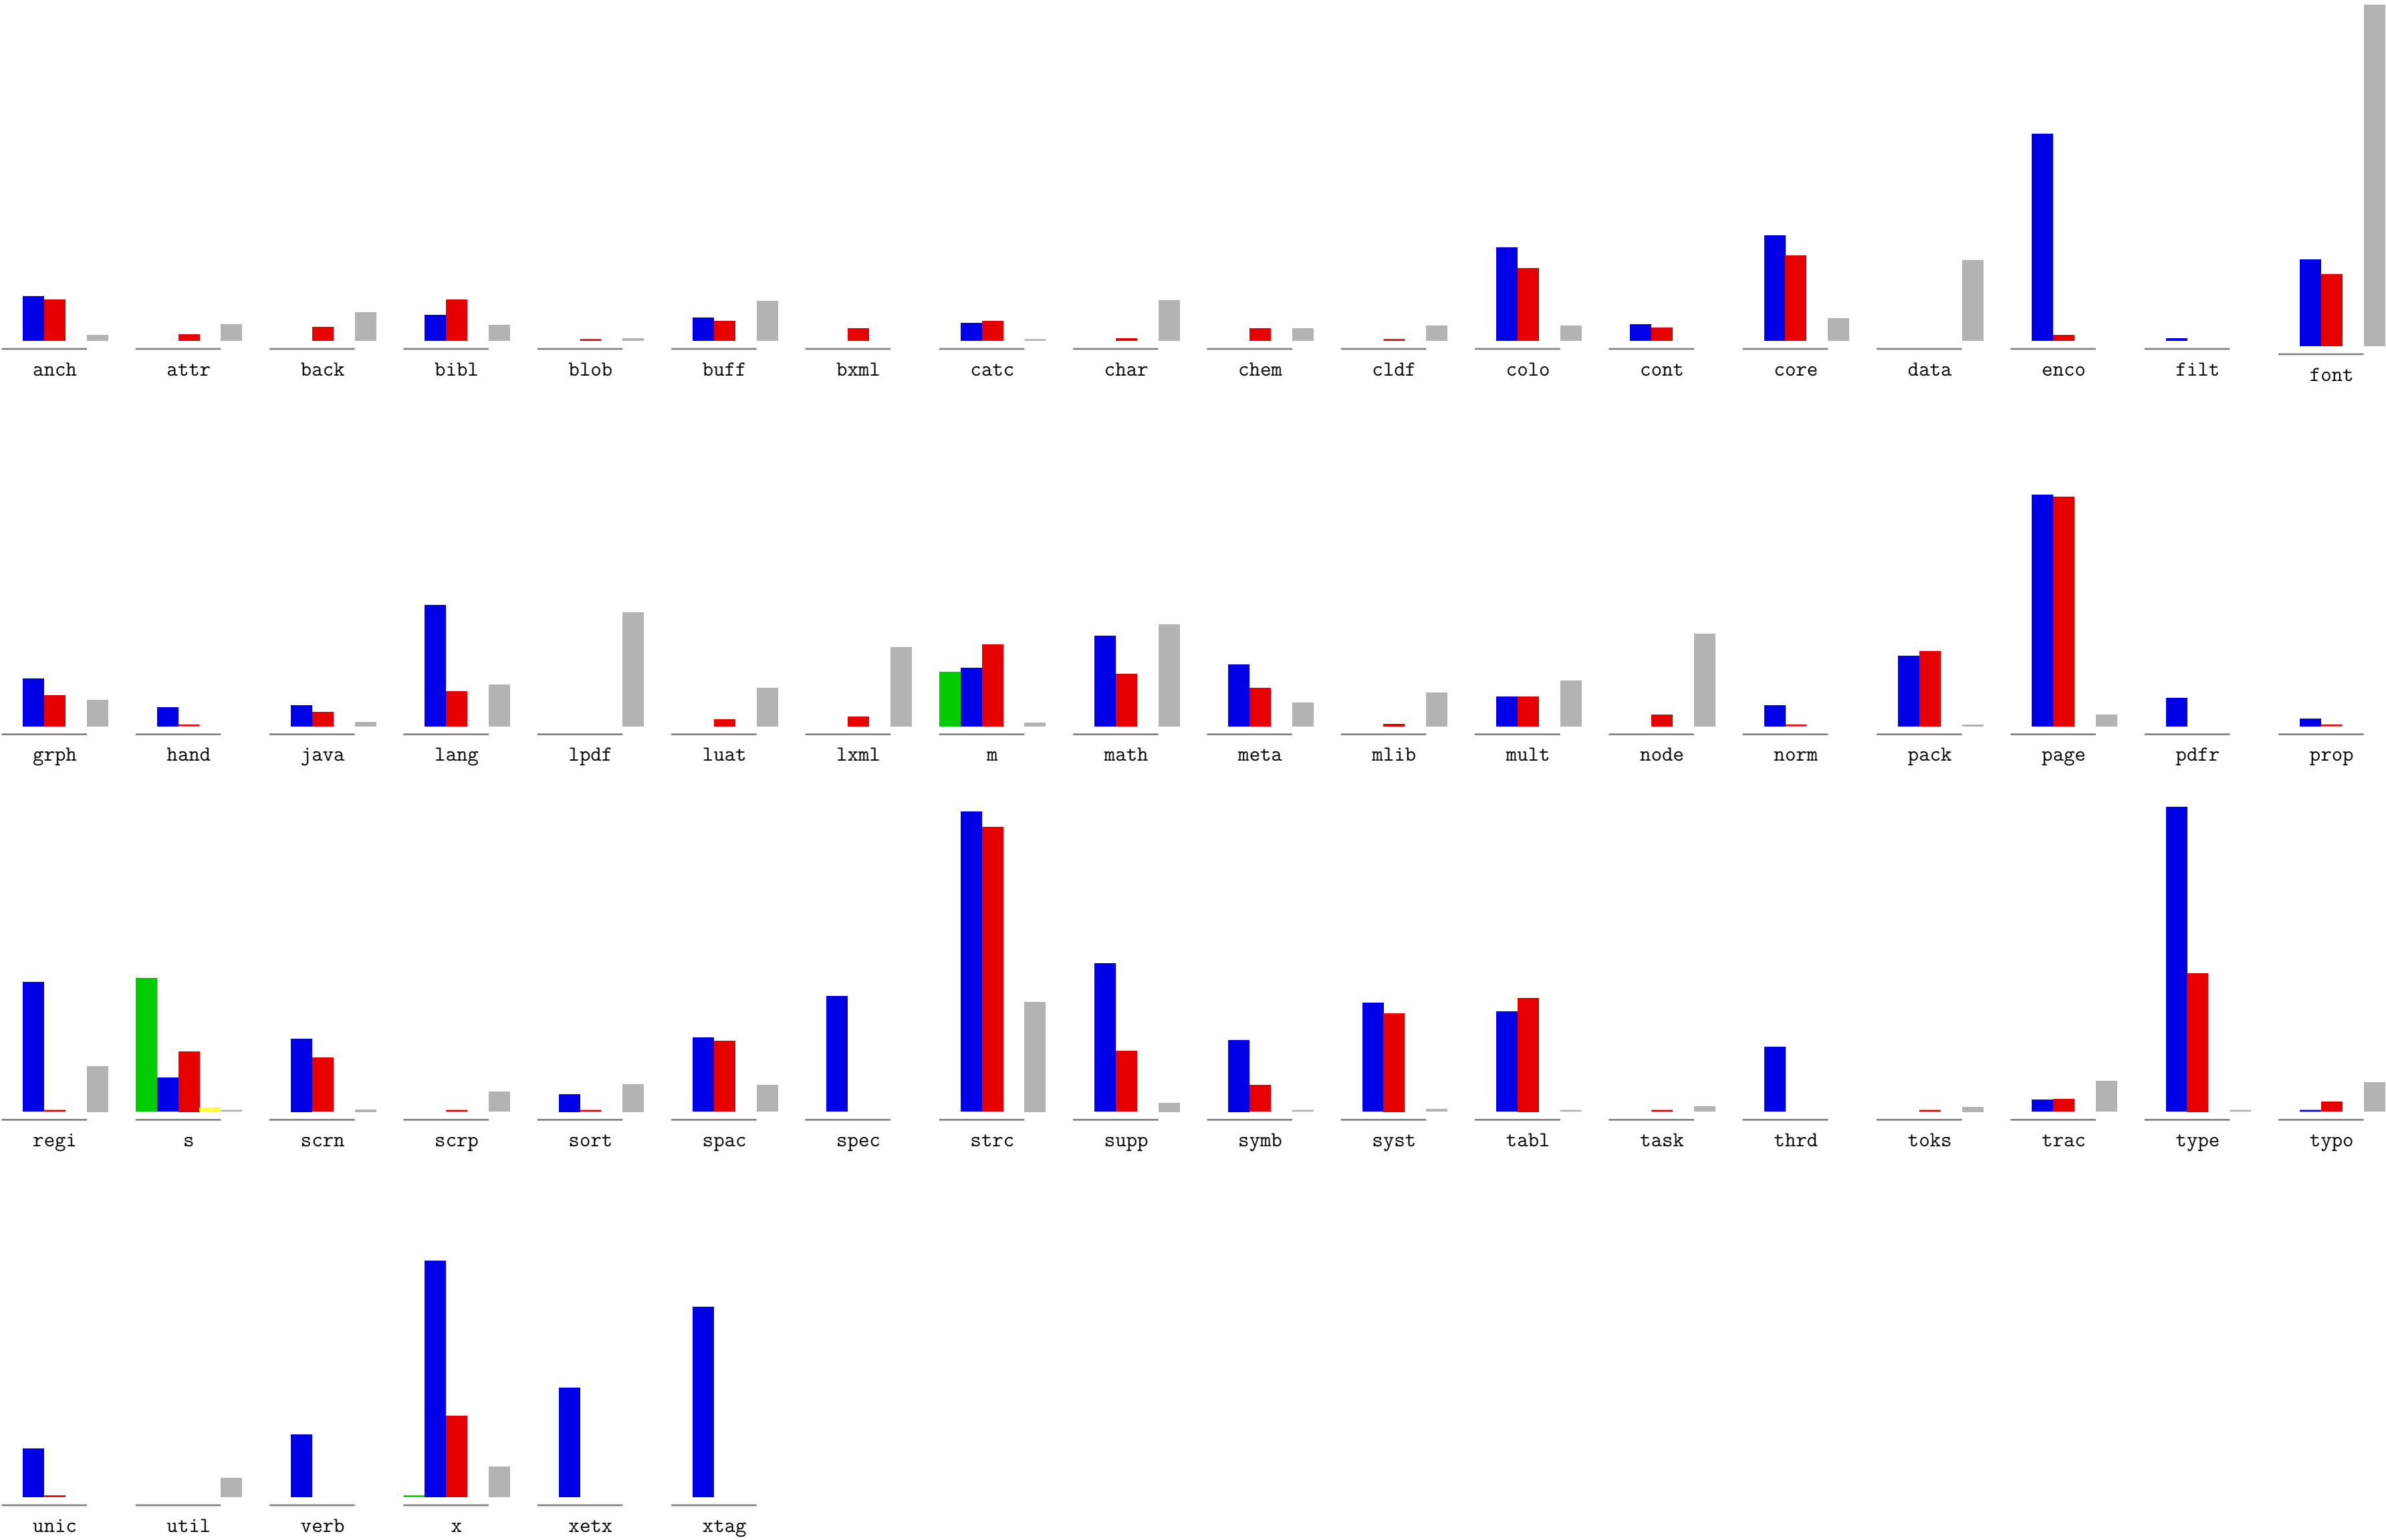 anch attr back bibl blob buff bxml catc char chem cldf colo cont core data enco filt font
grph hand java lang lpdf luat lxml m math meta mlib mult node norm pack page pdfr prop
regi s scrn scrp sort spac spec strc supp symb syst tabl task thrd toks trac type typo
unic util verb x xetx xtag